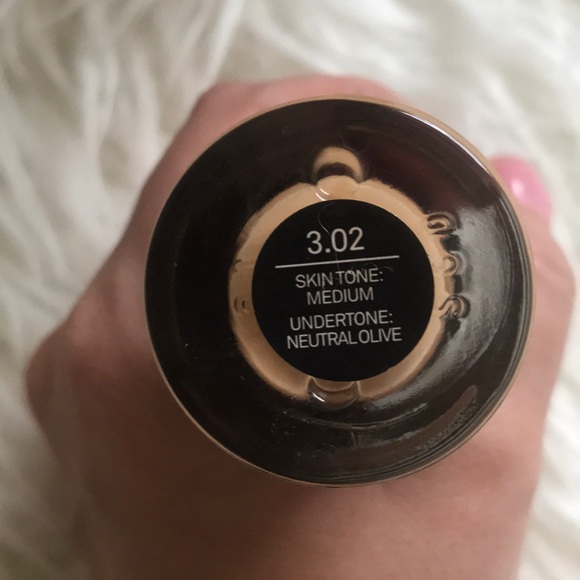 3.02
SKIN TONE:
MEDIUM
UNDERTONE:
NEUTRAL OLIVE